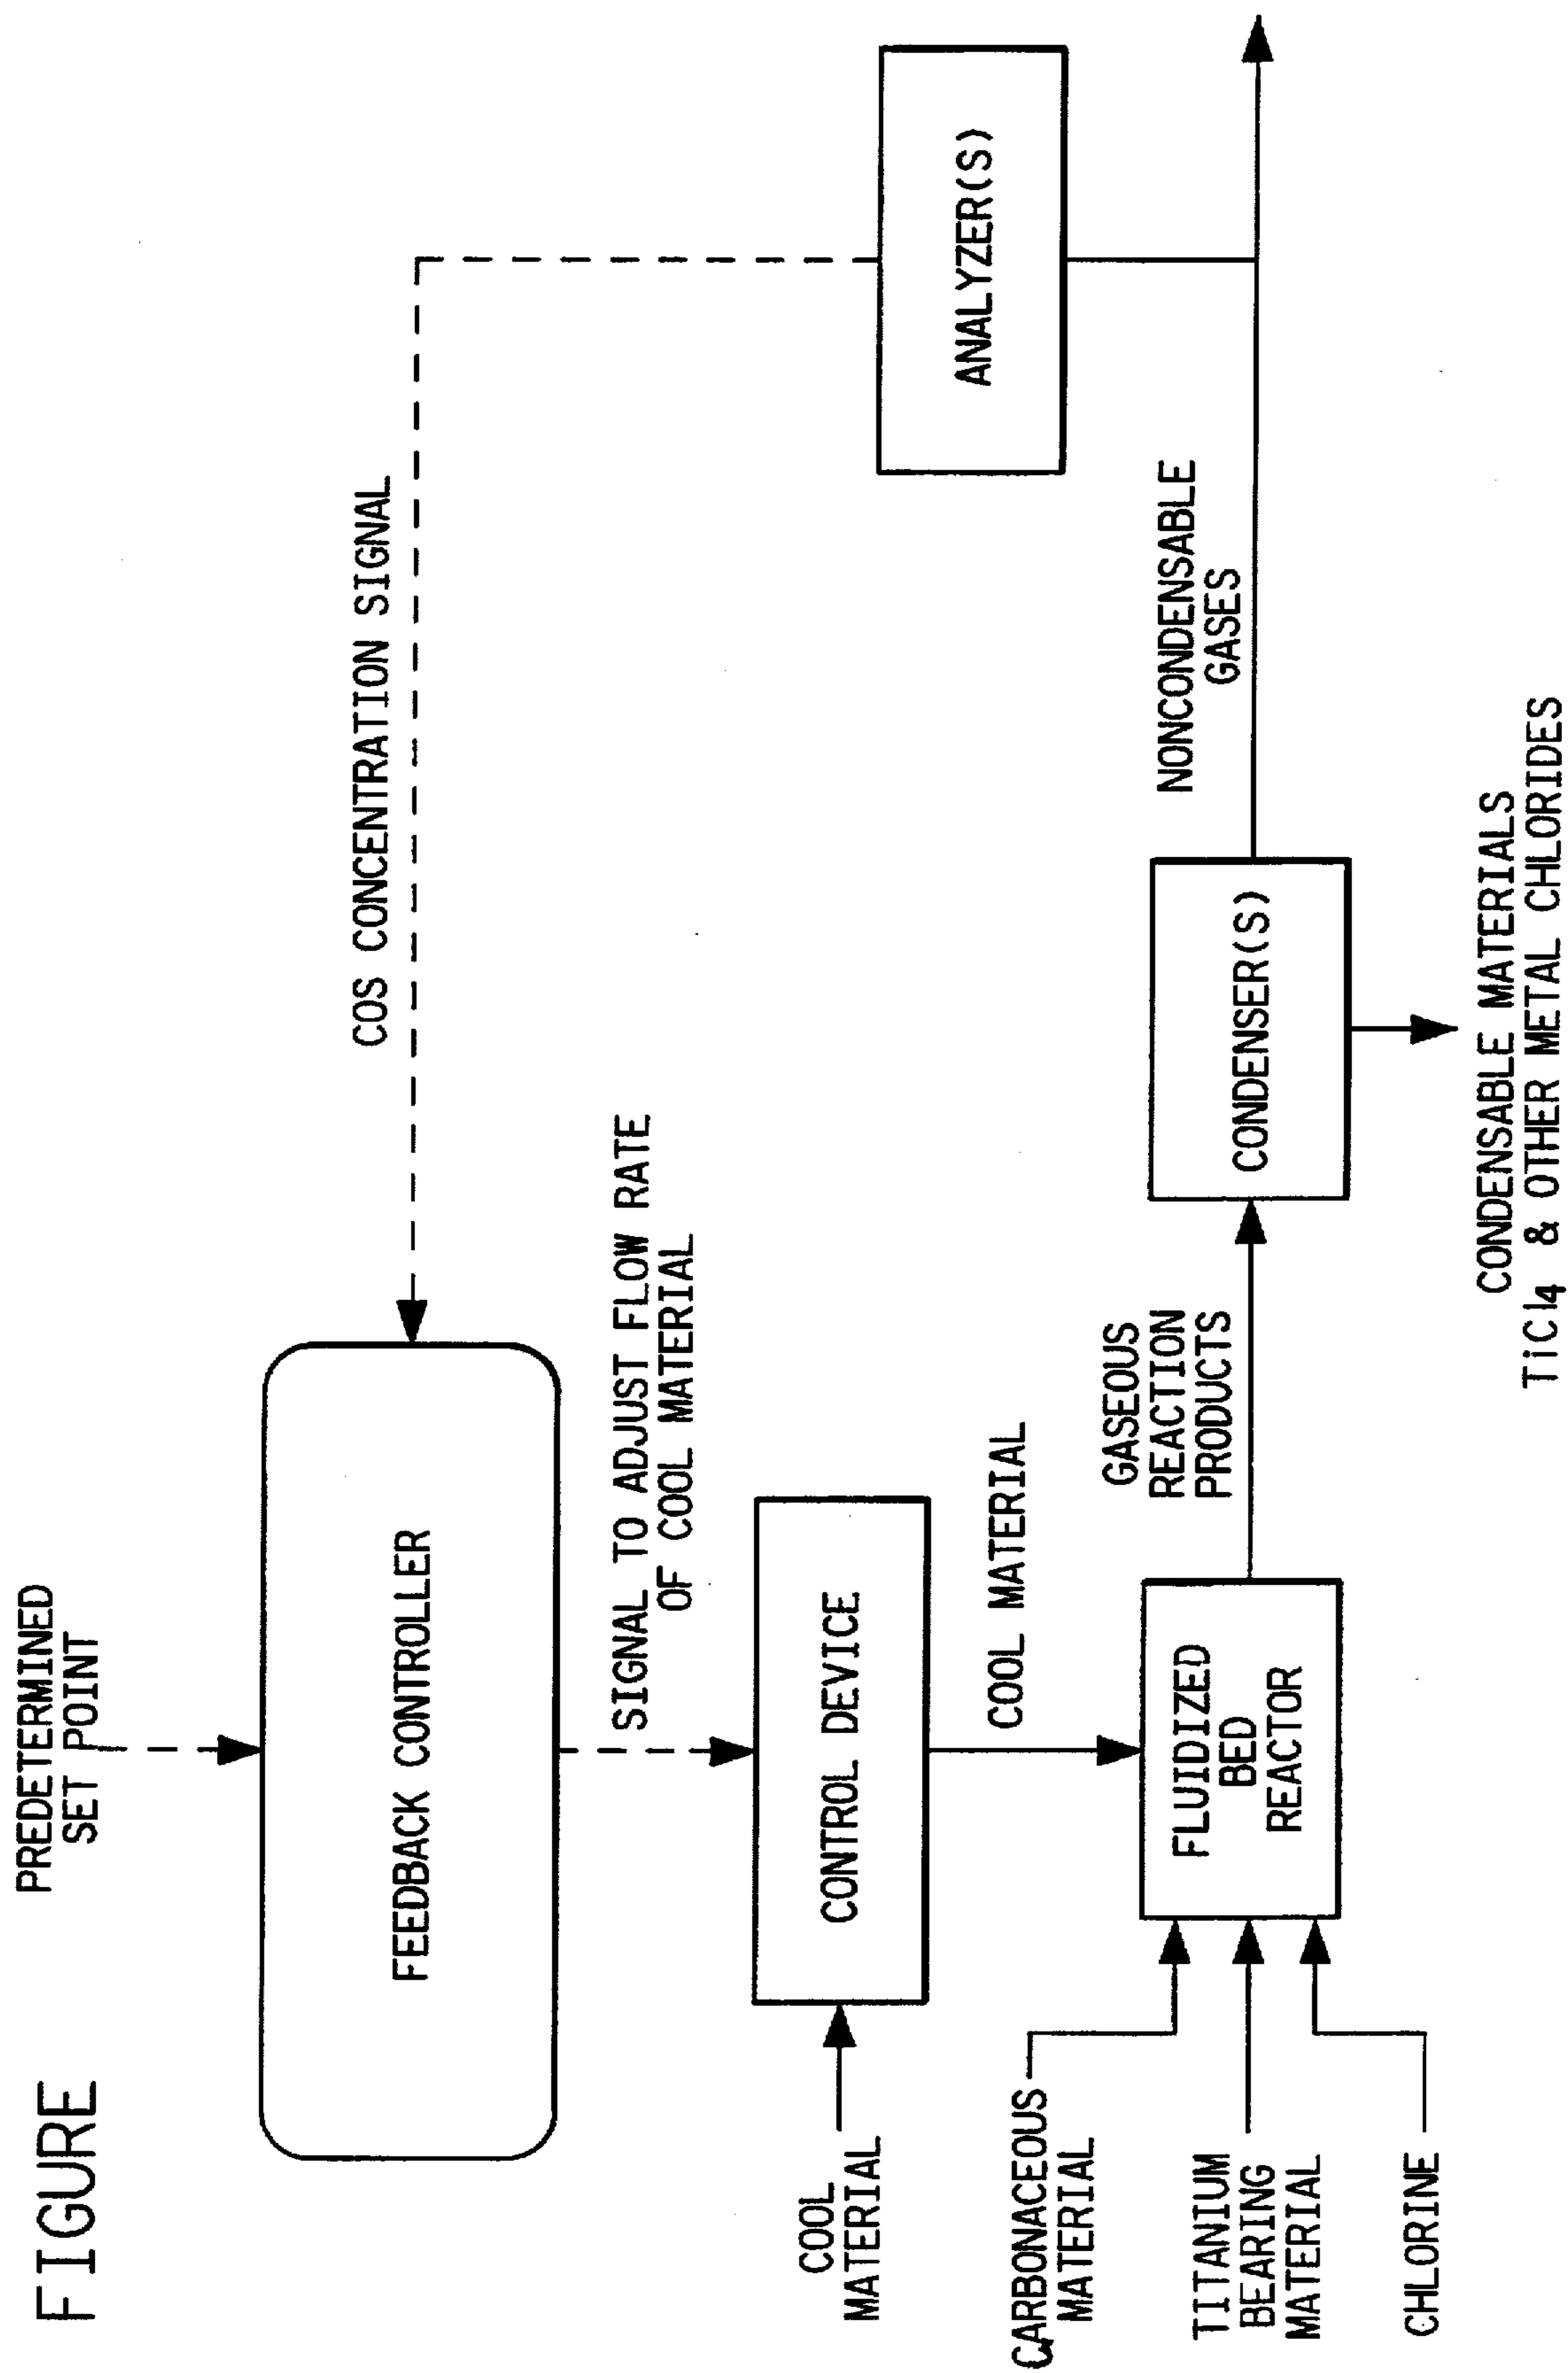 FIGURE
PREDETERMINED
SET POINT
FEEDBACK CONTROLLER
COS CONCENTRATION SIGNAL
SIGNAL TO ADJUST FLOW RATE
OF COOL MATERIAL
COOL
MATERIAL
CONTROL DEVICE
ANALYZER(S)
COOL MATERIAL
CARBONACEOUS
MATERIAL
TITANIUM
BEARING
MATERIAL
CHLORINE
FLUIDIZED
BED
REACTOR
GASEOUS
REACTION
PRODUCTS
CONDENSER(S)
NONCONDENSABLE
GASES
CONDENSABLE MATERIALS
TiCl4 & OTHER METAL CHLORIDES